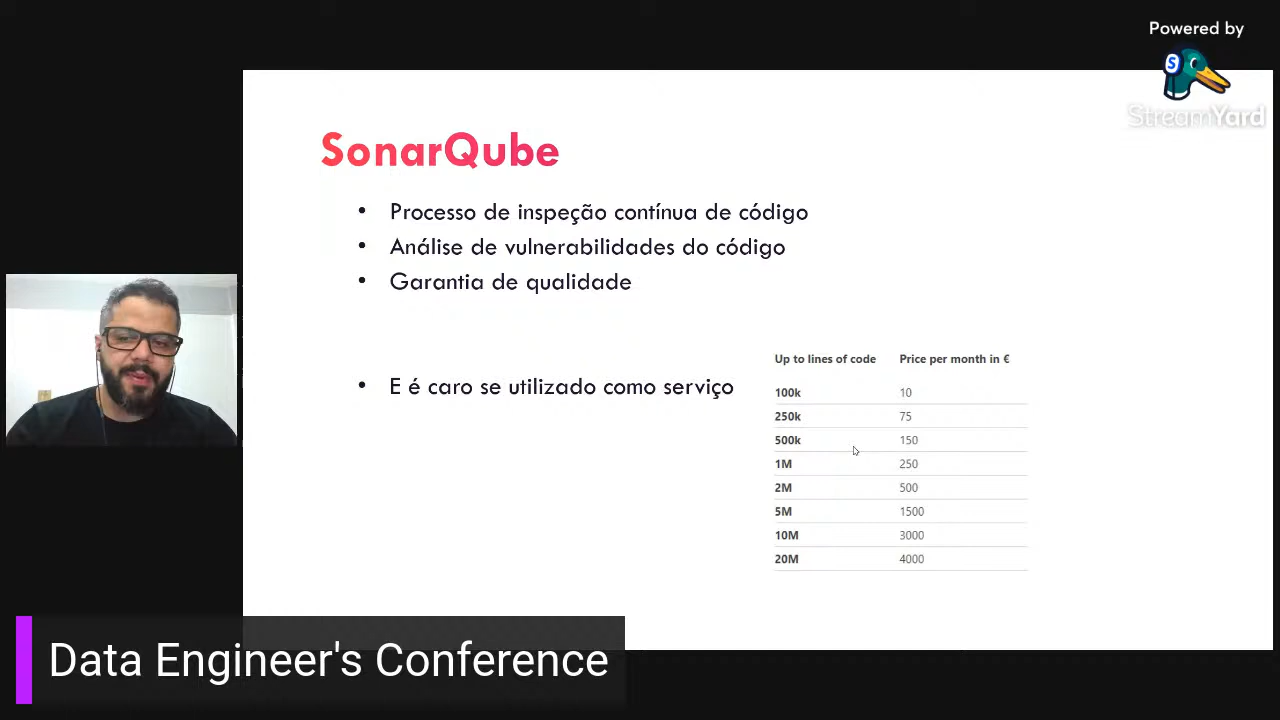 Powered by
StreamYard
SonarQube
• Processo de inspeção contínua de código
• Análise de vulnerabilidades do código
• Garantia de qualidade
• E é caro se utilizado como serviço
Up to lines of code Price per month in €
100k 10
250k 75
500k 150
1M 250
2M 500
5M 1500
10M 3000
20M 4000
Data Engineer's Conference